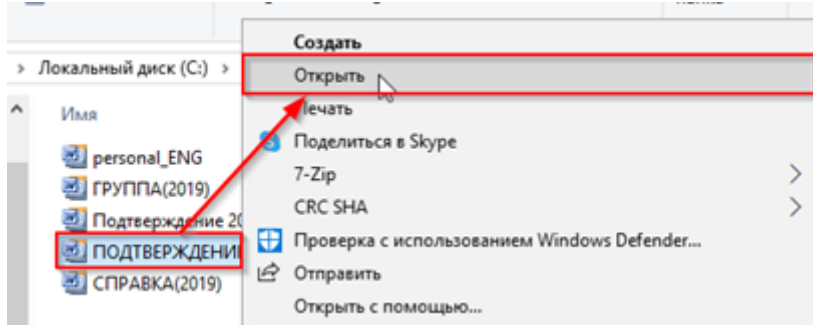 Создать
Локальный диск (C:)
Открыть
Имя
Печать
personal_ENG
Поделиться в Skype
ГРУППА(2019)
7-Zip
Подтверждение 20
CRC SHA
ПОДТВЕРЖДЕНИ
Проверка с использованием Windows Defender...
СПРАВКА(2019)
Отправить
Открыть с помощью...